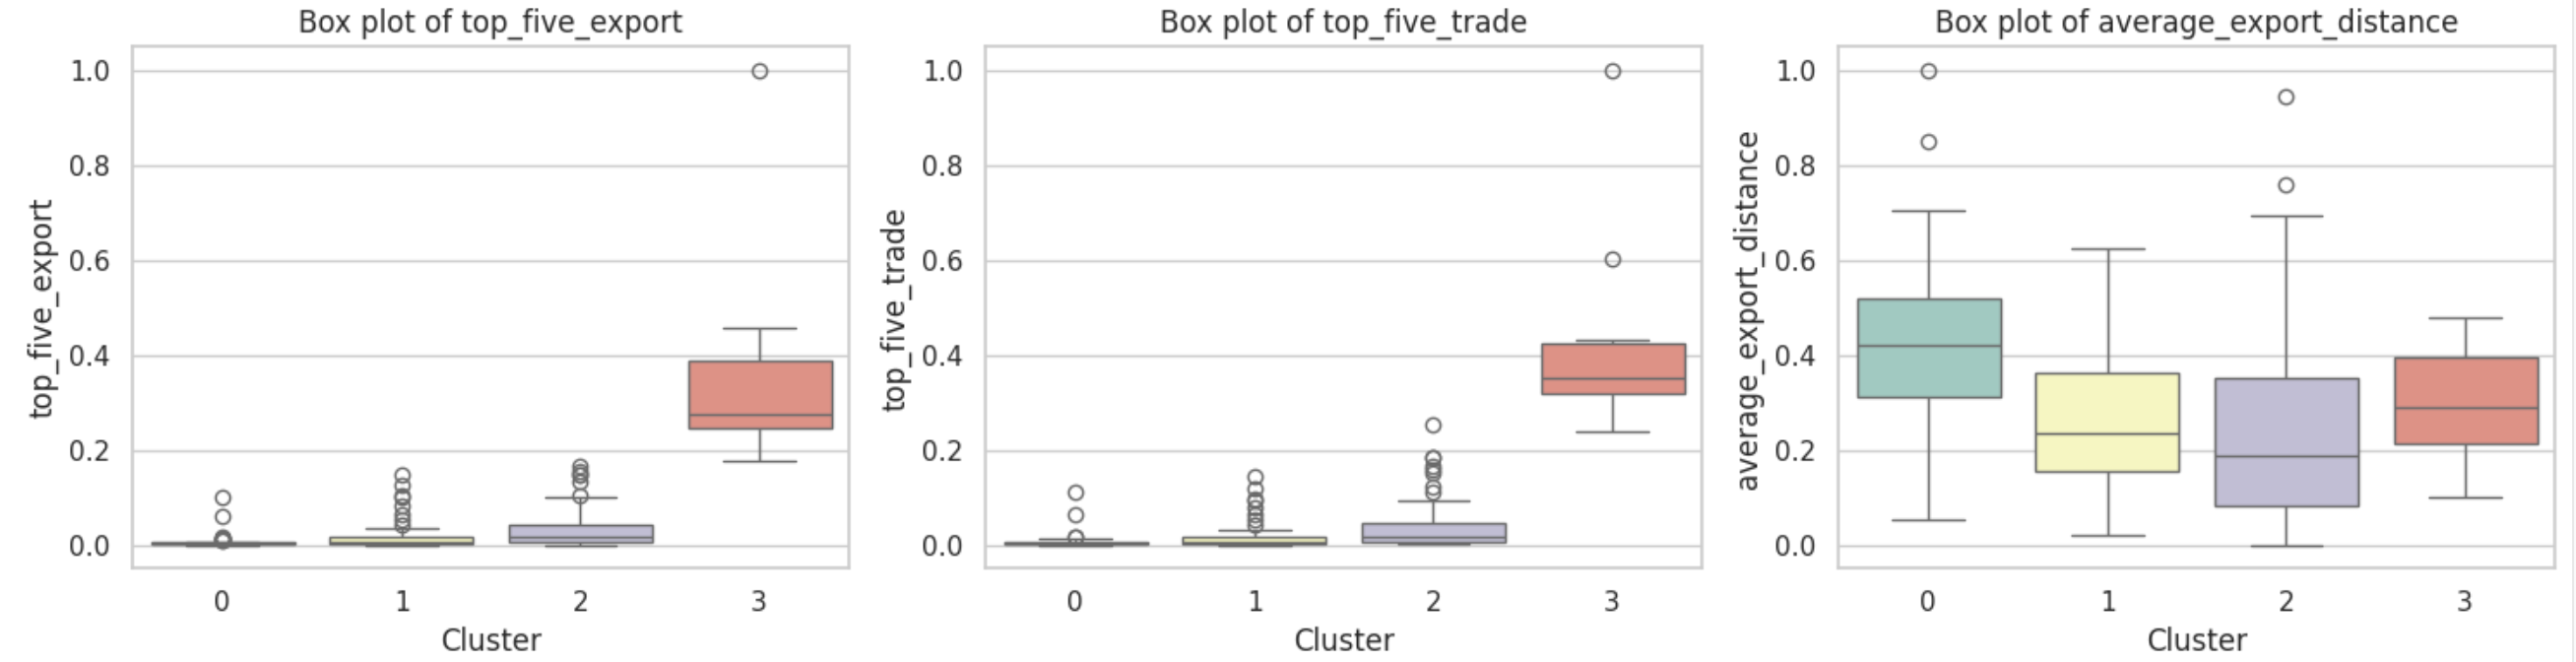 Box plot of top_five_export
top_five_export
1.0
0.8
0.6
0.4
0.2
0.0
0 1 2 3
Cluster
Box plot of top_five_trade
top_five_trade
1.0
0.8
0.6
0.4
0.2
0.0
0 1 2 3
Cluster
Box plot of average_export_distance
average_export_distance
1.0
0.8
0.6
0.4
0.2
0.0
0 1 2 3
Cluster